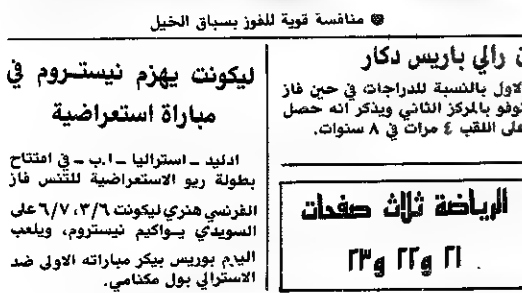 منافسة قوية للفوز بسباق الخيل
رالي باريس دكار
لاول بالنسبة للدراجات في حين فاز
توفو بالمركز الثاني ويذكر انه حصل
على اللقب ٤ مرات في ٨ سنوات.
الرياضة ثلاث صفحات
٢١ و٢٢ و٢٣
ليكونت يهزم نيستروم في
مباراة استعراضية
ادليد ـ استراليا ـ ا.ب ـ في افتتاح
بطولة ريو الاستعراضية للتنس فاز
الفرنسي هنري ليكونت ٣/٦، ٦/٧ على
السويدي يواكيم نيستروم، ويلعب
اليوم بوريس بيكر مباراته الاولى ضد
الاسترالي بول مكنامي.